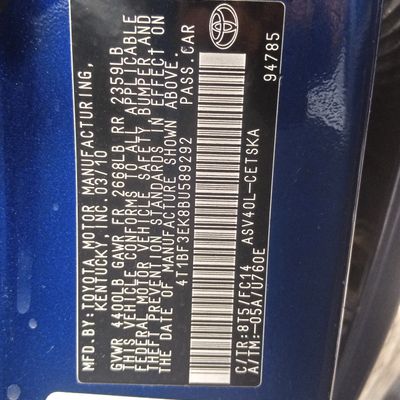 MFD.BY:TOYOTA MOTOR MANUFACTURING,
KENTUCKY, INC. 03/10
GVWR 4400LB GAWR FR 2668LB RR 2359LB
THIS VEHICLE CONFORMS TO ALL APPLICABLE
FEDERAL MOTOR VEHICLE SAFETY, BUMPER, AND
THEFT PREVENTION STANDARDS IN EFFECT ON
THE DATE OF MANUFACTURE SHOWN ABOVE.
4T1BF3EK8BU589292 PASS.CAR
C/TR:8T5/FC14 ASV40L-CETSKA
A/TM:-05A/U760E 94785